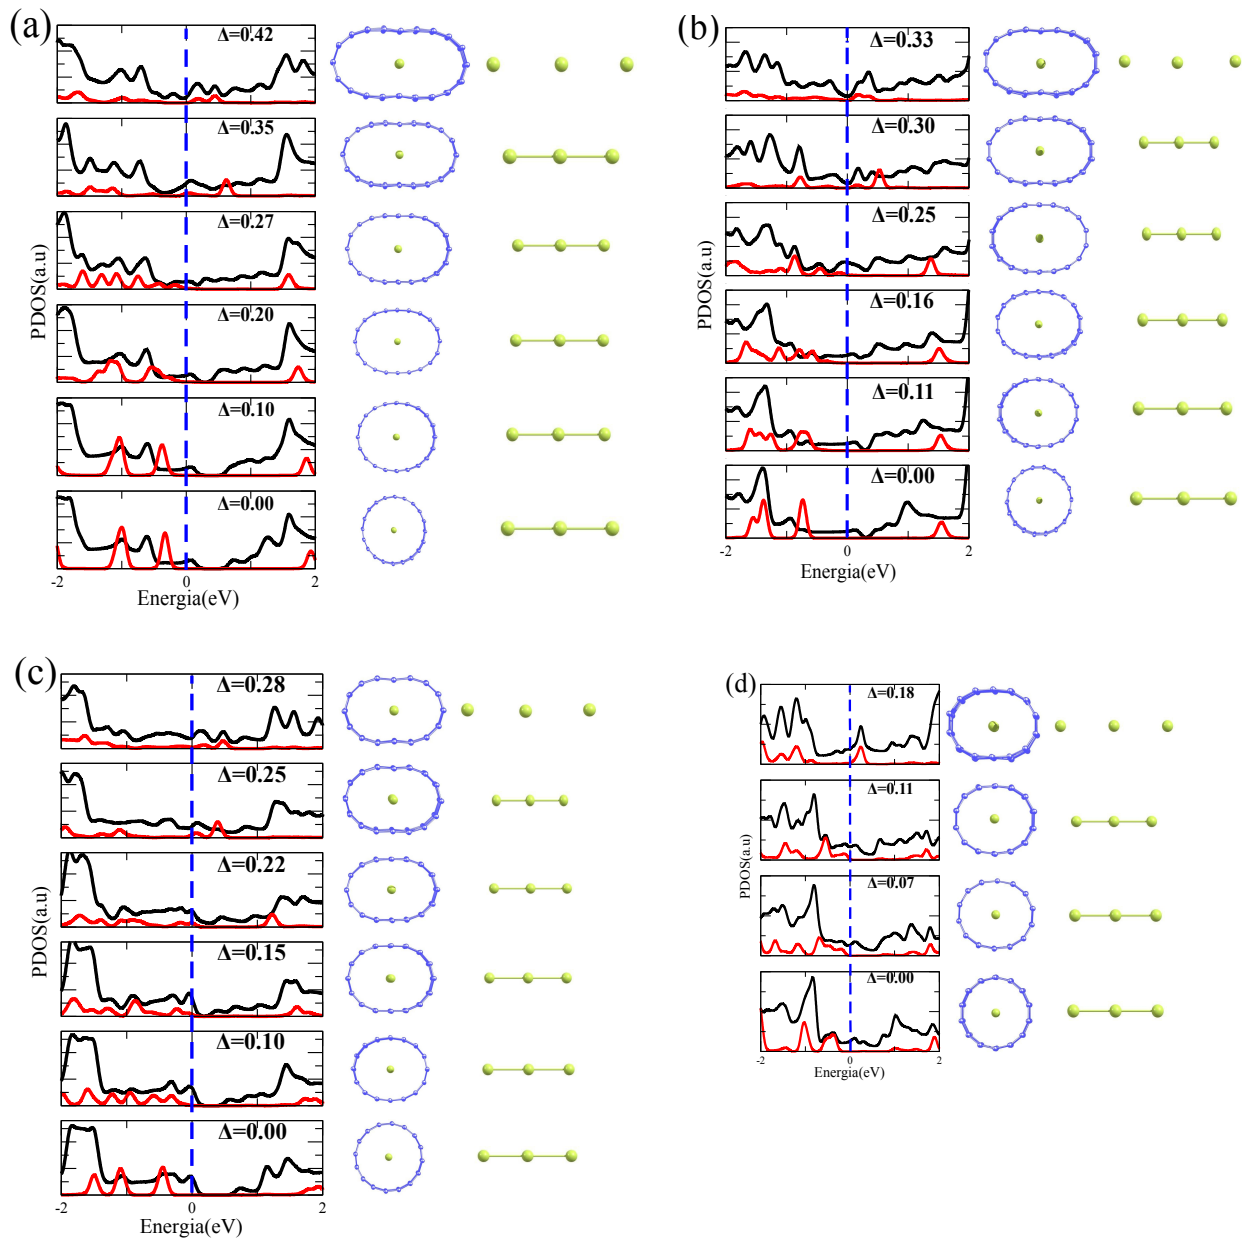 (a)
Δ=0.42
Δ=0.35
Δ=0.27
Δ=0.20
Δ=0.10
Δ=0.00
PDOS(a.u)
-2 0 2
Energia(eV)
(b)
Δ=0.33
Δ=0.30
Δ=0.25
Δ=0.16
Δ=0.11
Δ=0.00
PDOS(a.u)
-2 0 2
Energia(eV)
(c)
Δ=0.28
Δ=0.25
Δ=0.22
Δ=0.15
Δ=0.10
Δ=0.00
PDOS(a.u)
-2 0 2
Energia(eV)
(d)
Δ=0.18
Δ=0.11
Δ=0.07
Δ=0.00
PDOS(a.u)
-2 0 2
Energia(eV)